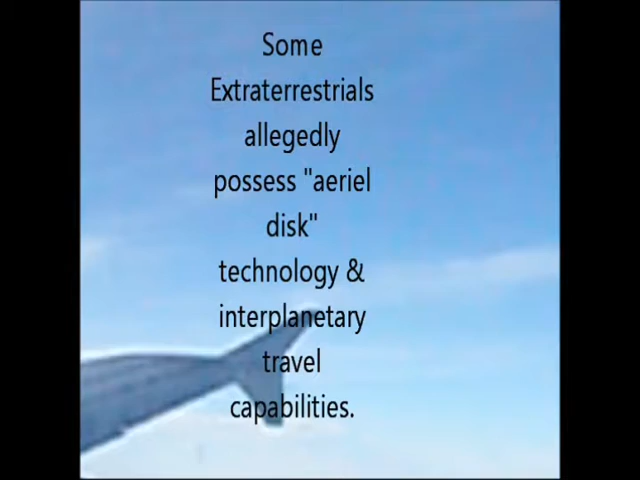 Some
Extraterrestrials
allegedly
possess "aeriel
disk"
technology &
interplanetary
travel
capabilities.